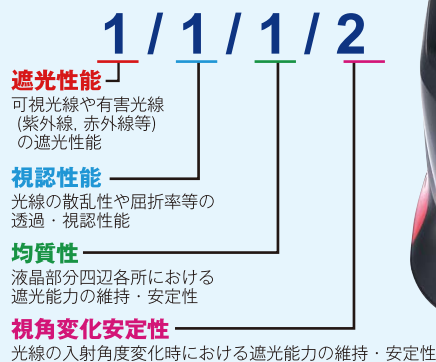 1/1/1/2
遮光性能
可視光線や有害光線
(紫外線, 赤外線等)
の遮光性能
視認性能
光線の散乱性や屈折率等の
透過・視認性能
均質性
液晶部分四辺各所における
遮光能力の維持・安定性
視角変化安定性
光線の入射角度変化時における遮光能力の維持・安定性